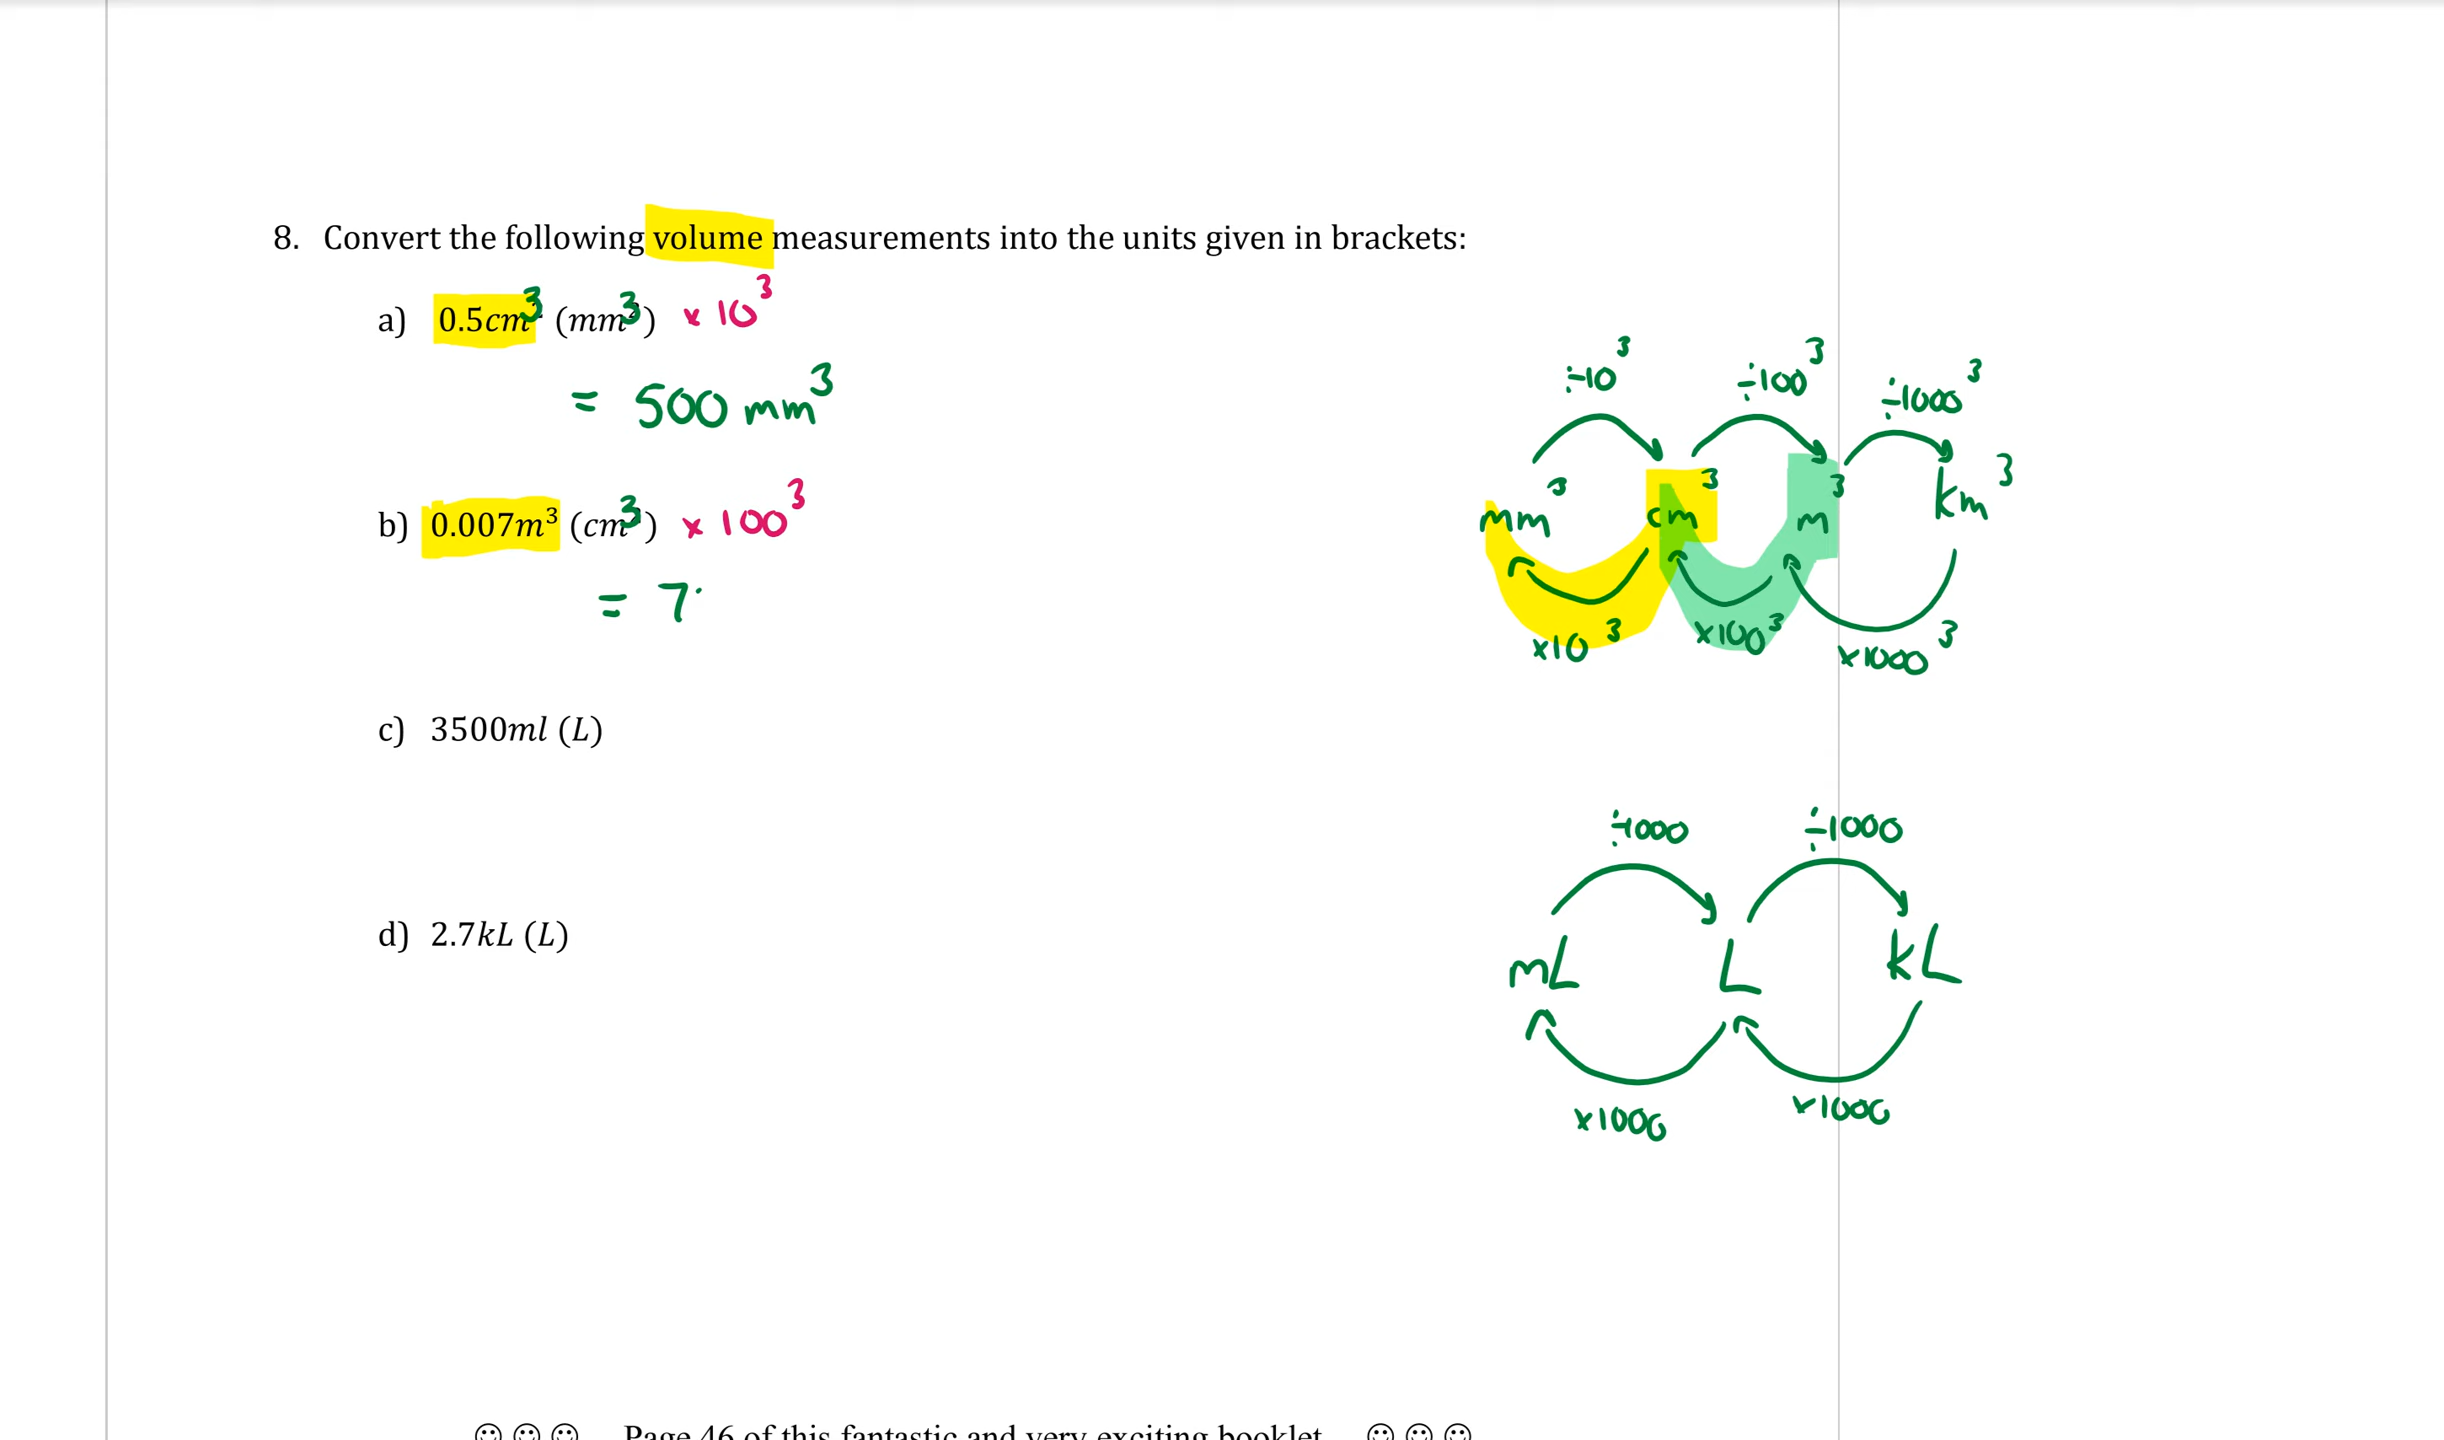 8. Convert the following volume measurements into the units given in brackets:
a) 0.5cm³ (mm³) × 10³
= 500 mm³
b) 0.007m³ (cm³) × 100³
= 7
c) 3500ml (L)
d) 2.7kL (L)
÷10³ ÷100³ ÷1000³
mm³ cm³ m³ km³
×10³ ×100³ ×1000³
÷1000 ÷1000
mL L kL
×1000 ×1000
Page 46 of this fantastic and very exciting booklet